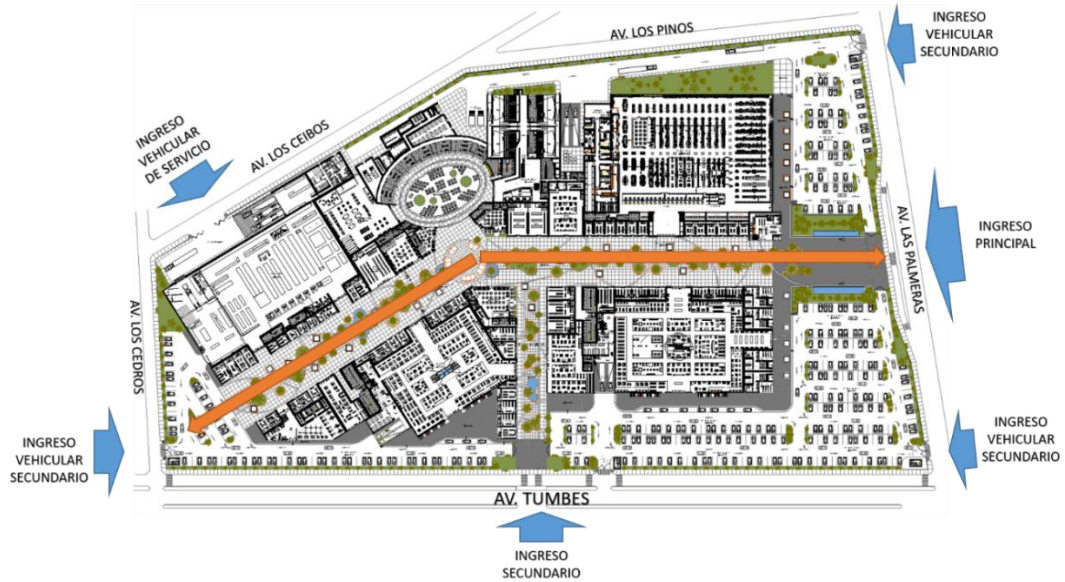 AV. LOS PINOS
INGRESO
VEHICULAR
SECUNDARIO
INGRESO
VEHICULAR
DE SERVICIO
AV. LOS CEIBOS
INGRESO
PRINCIPAL
AV. LAS PALMERAS
AV. LOS CEDROS
INGRESO
VEHICULAR
SECUNDARIO
INGRESO
VEHICULAR
SECUNDARIO
AV. TUMBES
INGRESO
SECUNDARIO